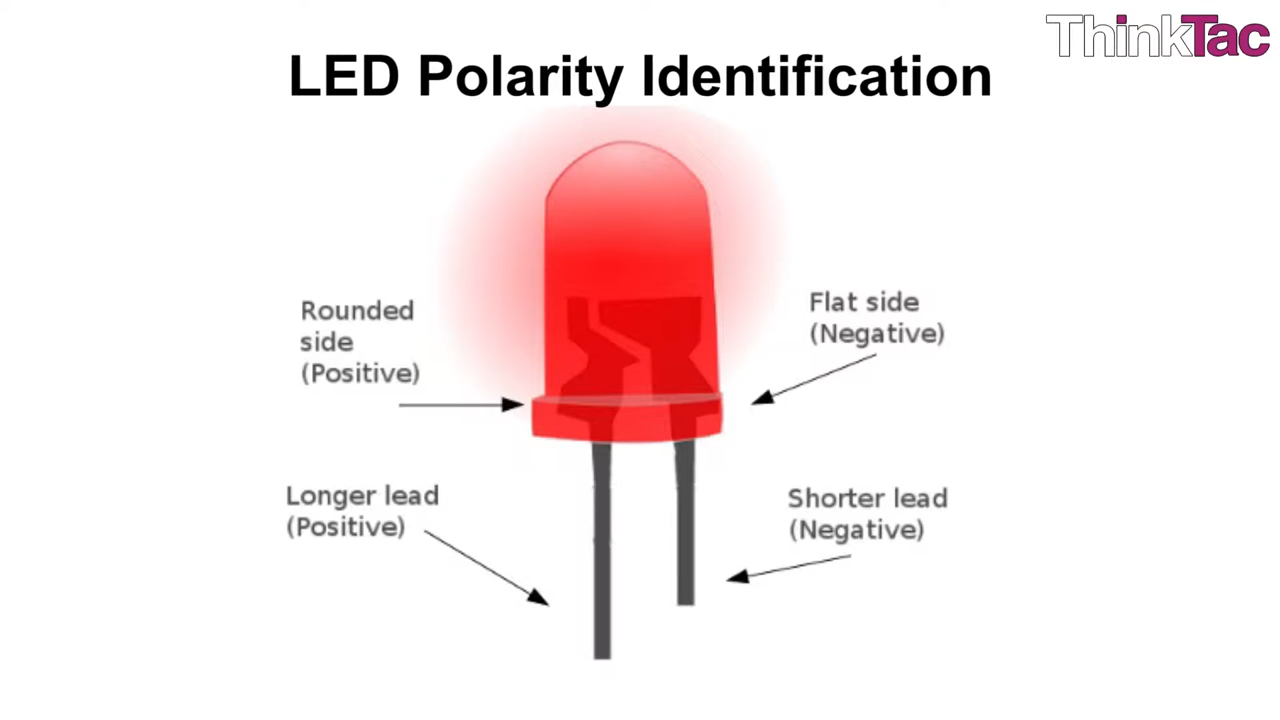 ThinkTac
LED Polarity Identification
Rounded
side
(Positive)
Flat side
(Negative)
Longer lead
(Positive)
Shorter lead
(Negative)